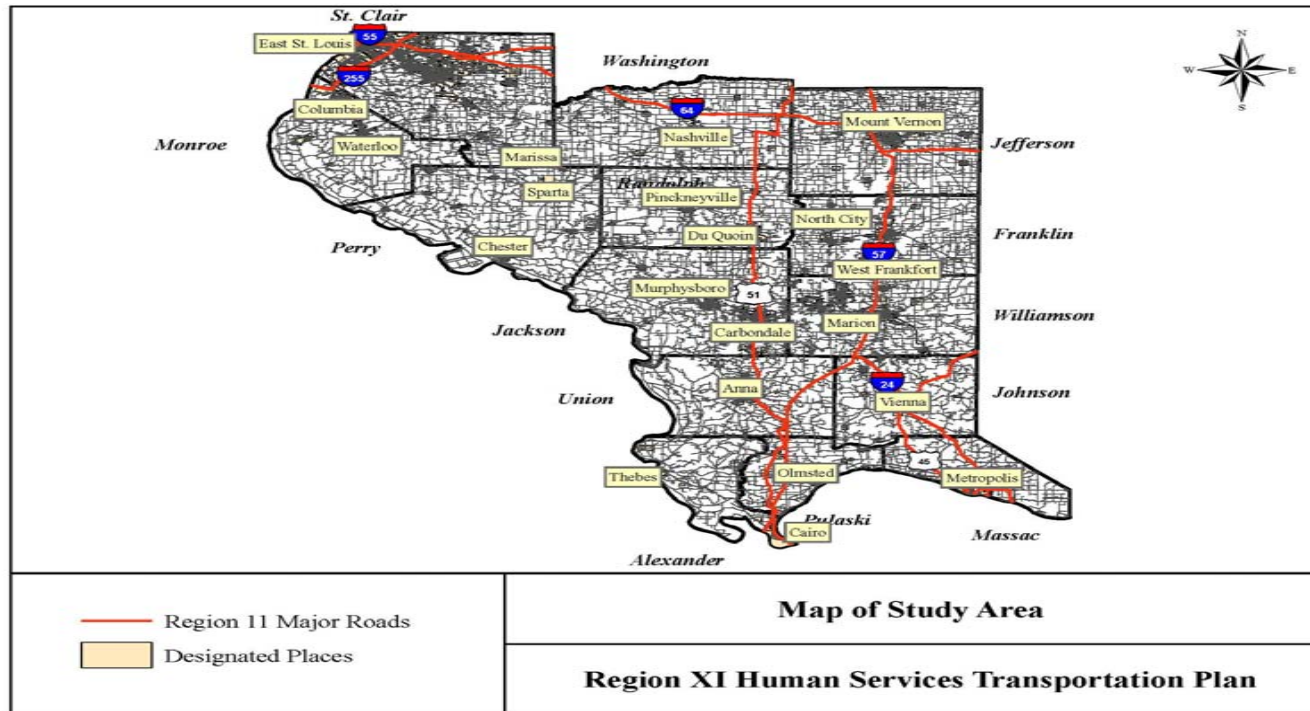 St. Clair
55
East St. Louis
N
Washington
W
E
255
S
64
Columbia
Mount Vernon
Nashville
Monroe
Waterloo
Jefferson
Marissa
Randolph
Sparta
Pinckneyville
North City
Perry
Du Quoin
Franklin
Chester
57
West Frankfort
Murphysboro
51
Jackson
Carbondale
Marion
Williamson
24
Anna
Union
Vienna
Johnson
45
Thebes
Olmsted
Metropolis
Pulaski
Cairo
Massac
Alexander
Region 11 Major Roads
Designated Places
Map of Study Area
Region XI Human Services Transportation Plan